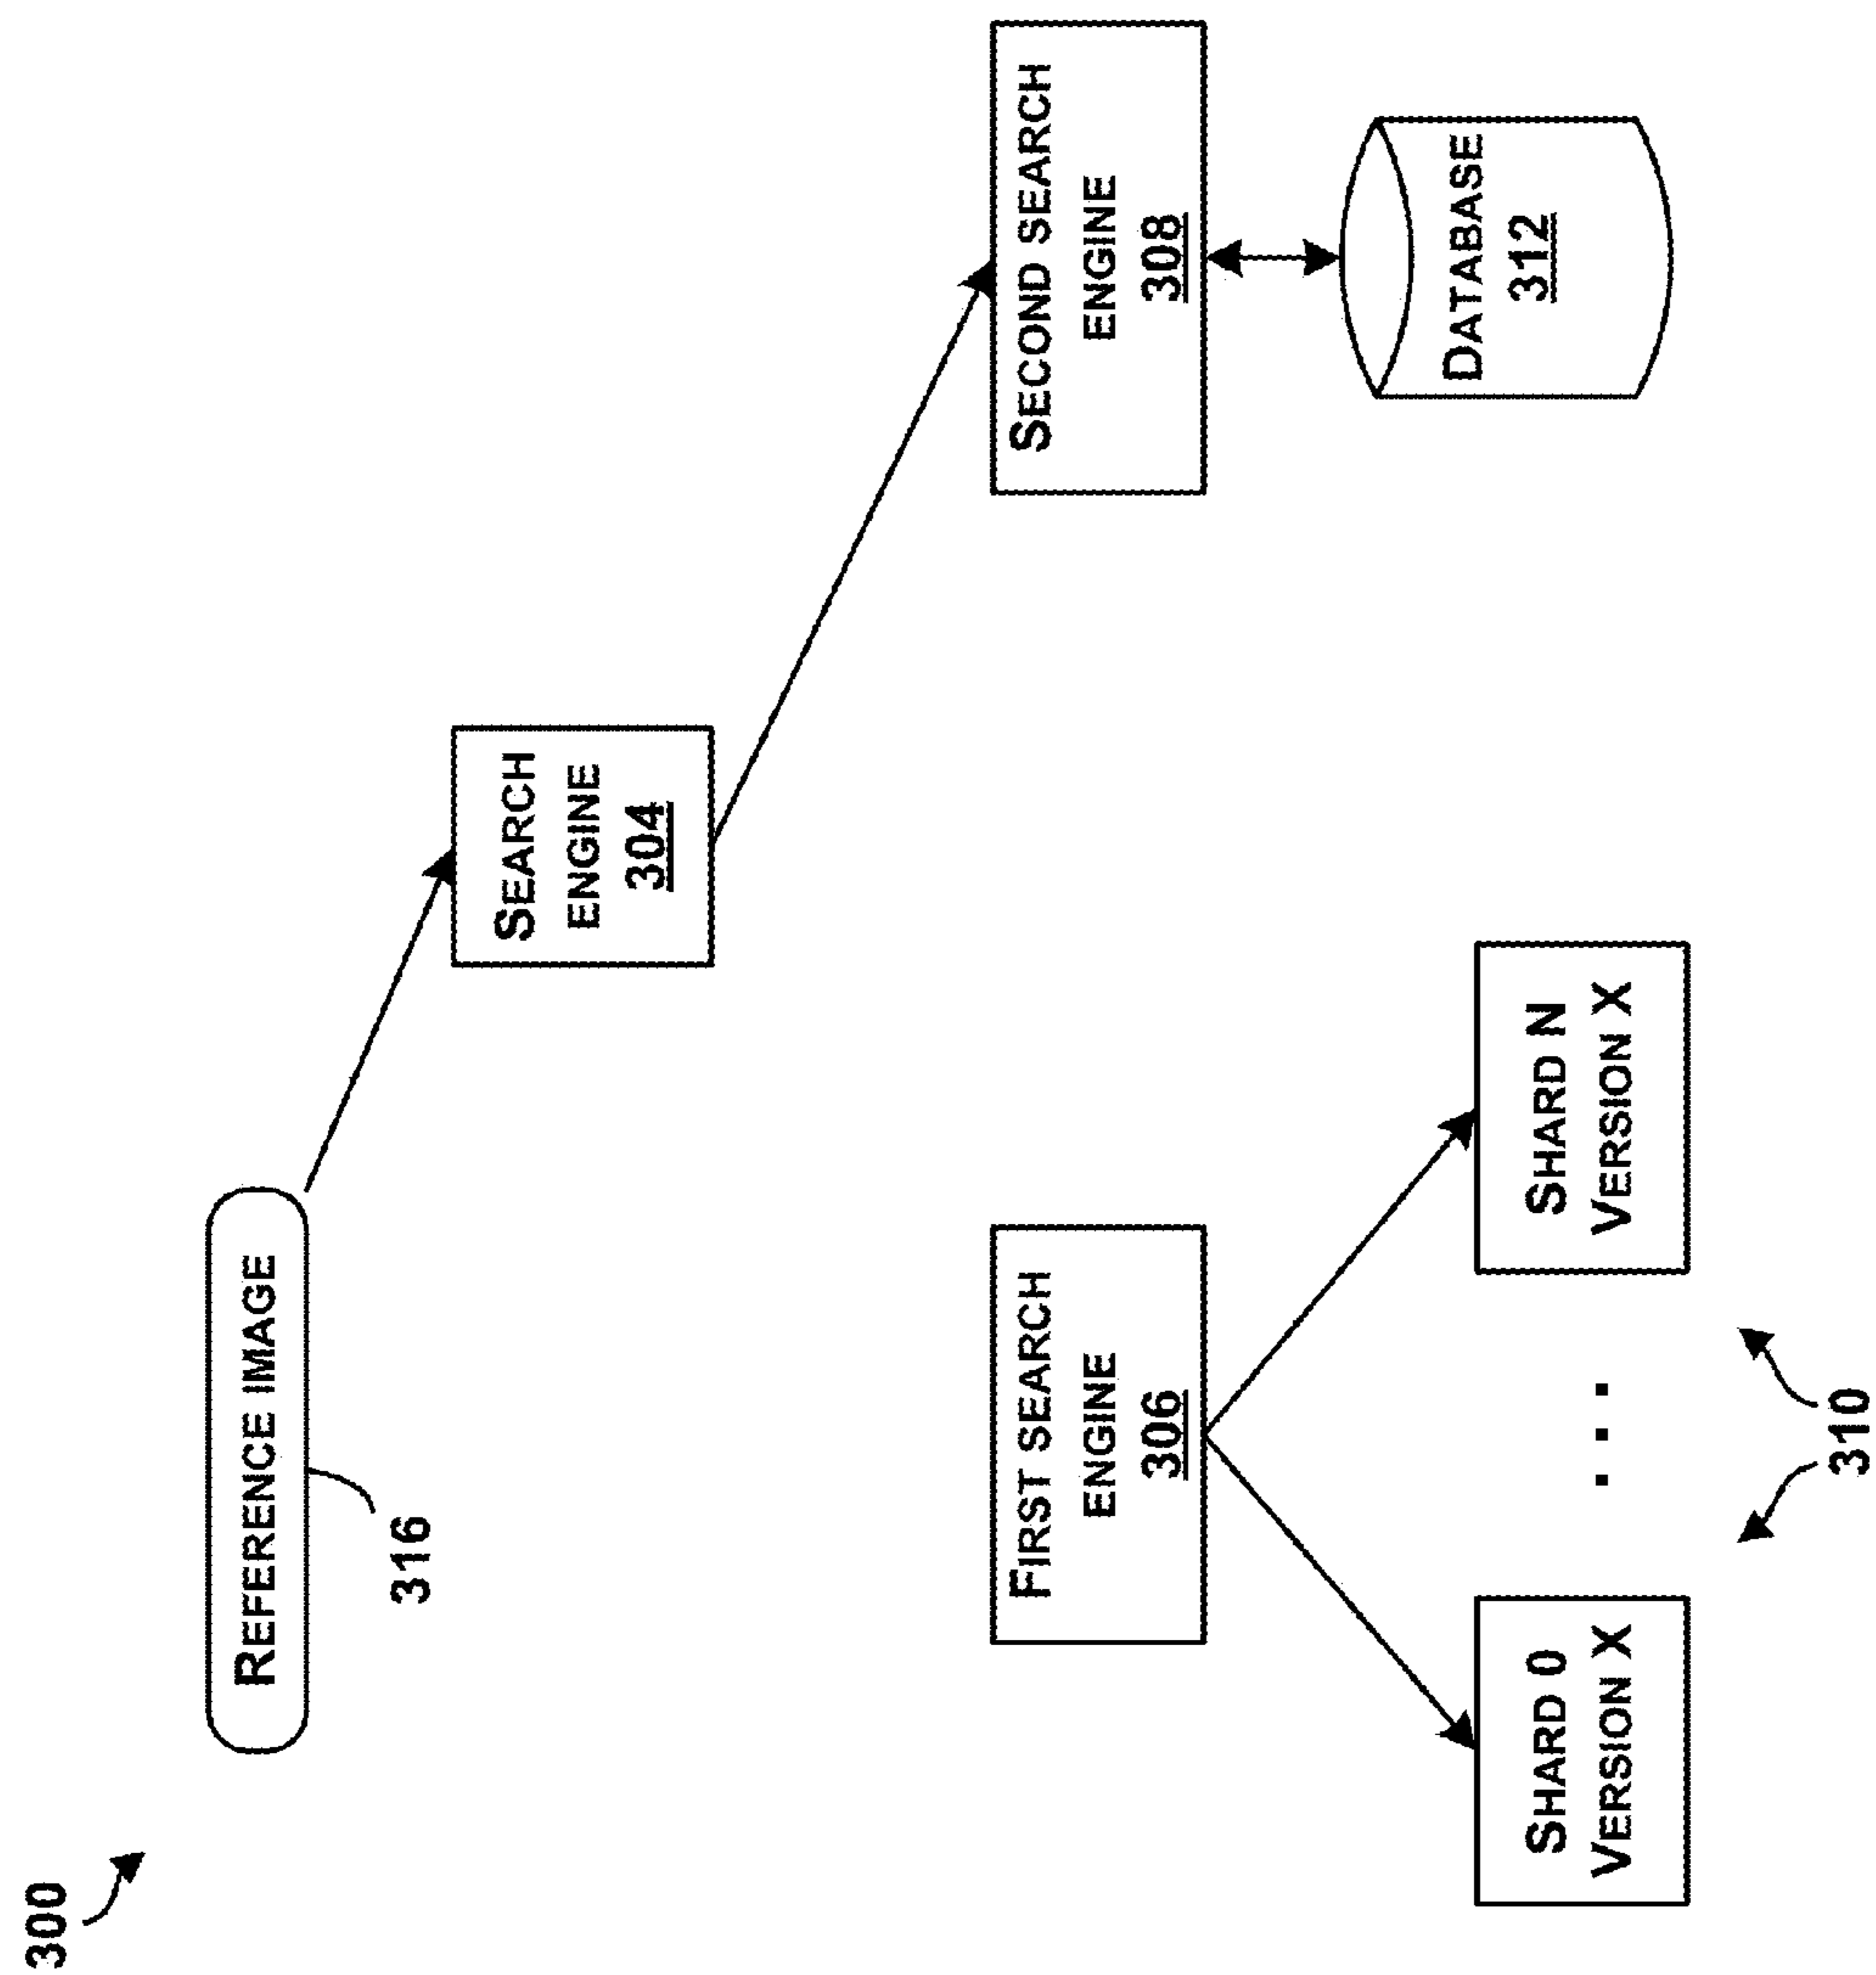 300
REFERENCE IMAGE
316
SEARCH
ENGINE
304
FIRST SEARCH
ENGINE
306
SECOND SEARCH
ENGINE
308
SHARD 0
VERSION X
. . .
SHARD N
VERSION X
DATABASE
312
310